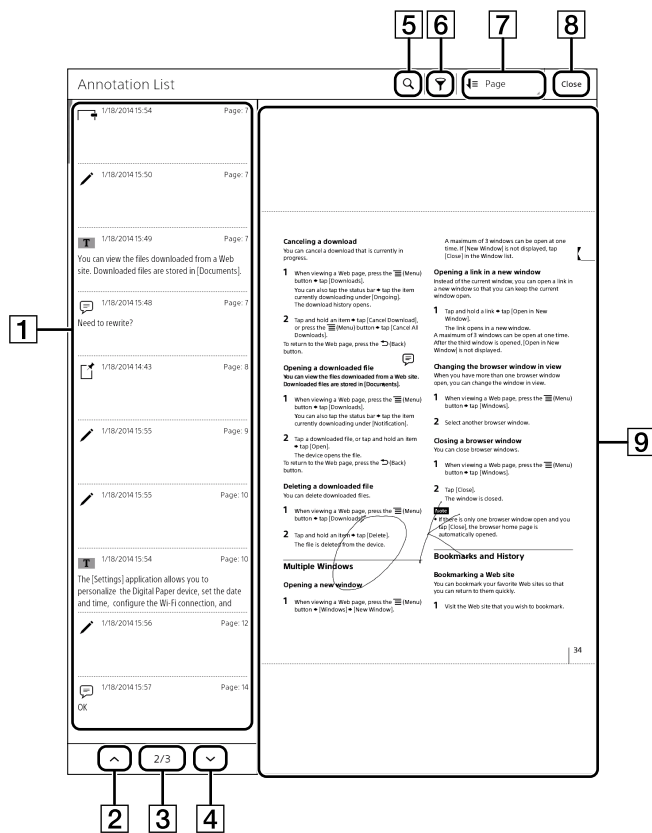 5 6 7 8
Annotation List
Page
Close
1/18/2014 15:54 Page: 7
1/18/2014 15:50 Page: 7
T 1/18/2014 15:49 Page: 7
You can view the files downloaded from a Web
site. Downloaded files are stored in [Documents].
1/18/2014 15:48 Page: 7
Need to rewrite?
1/18/2014 14:43 Page: 8
1/18/2014 15:55 Page: 9
1/18/2014 15:55 Page: 10
T 1/18/2014 15:54 Page: 10
The [Settings] application allows you to
personalize the Digital Paper device, set the date
and time, configure the Wi-Fi connection, and
1/18/2014 15:56 Page: 12
1/18/2014 15:57 Page: 14
OK
1
2/3
2 3 4
Canceling a download
You can cancel a download that is currently in
progress.
1 When viewing a Web page, press the (Menu)
button tap [Downloads].
You can also tap the status bar tap the item
currently downloading under [Ongoing].
The download history opens.
2 Tap and hold an item tap [Cancel Download],
or press the (Menu) button tap [Cancel All
Downloads].
To return to the Web page, press the (Back)
button.
Opening a downloaded file
You can view the files downloaded from a Web site.
Downloaded files are stored in [Documents].
1 When viewing a Web page, press the (Menu)
button tap [Downloads].
You can also tap the status bar tap the item
currently downloading under [Notification].
2 Tap a downloaded file, or tap and hold an item
tap [Open].
The device opens the file.
To return to the Web page, press the (Back)
button.
Deleting a downloaded file
You can delete downloaded files.
1 When viewing a Web page, press the (Menu)
button tap [Downloads].
2 Tap and hold an item tap [Delete].
The file is deleted from the device.
Multiple Windows
Opening a new window
1 When viewing a Web page, press the (Menu)
button [Windows] [New Window].
A maximum of 3 windows can be open at one
time. If [New Window] is not displayed, tap
[Close] in the Window list.
Opening a link in a new window
Instead of the current window, you can open a link in
a new window so that you can keep the current
window open.
1 Tap and hold a link tap [Open in New
Window].
The link opens in a new window.
A maximum of 3 windows can be open at one time.
After the third window is opened, [Open in New
Window] is not displayed.
Changing the browser window in view
When you have more than one browser window
open, you can change the window in view.
1 When viewing a Web page, press the (Menu)
button tap [Windows].
2 Select another browser window.
Closing a browser window
You can close browser windows.
1 When viewing a Web page, press the (Menu)
button tap [Windows].
2 Tap [Close].
The window is closed.
Note
If there is only one browser window open and you
tap [Close], the browser home page is
automatically opened.
Bookmarks and History
Bookmarking a Web site
You can bookmark your favorite Web sites so that
you can return to them quickly.
1 Visit the Web site that you wish to bookmark.
34
9